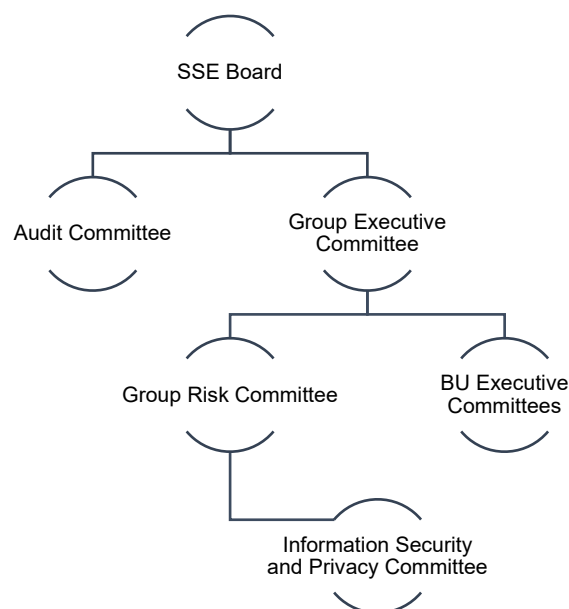 SSE Board
Audit Committee
Group Executive
Committee
Group Risk Committee
BU Executive
Committees
Information Security
and Privacy Committee